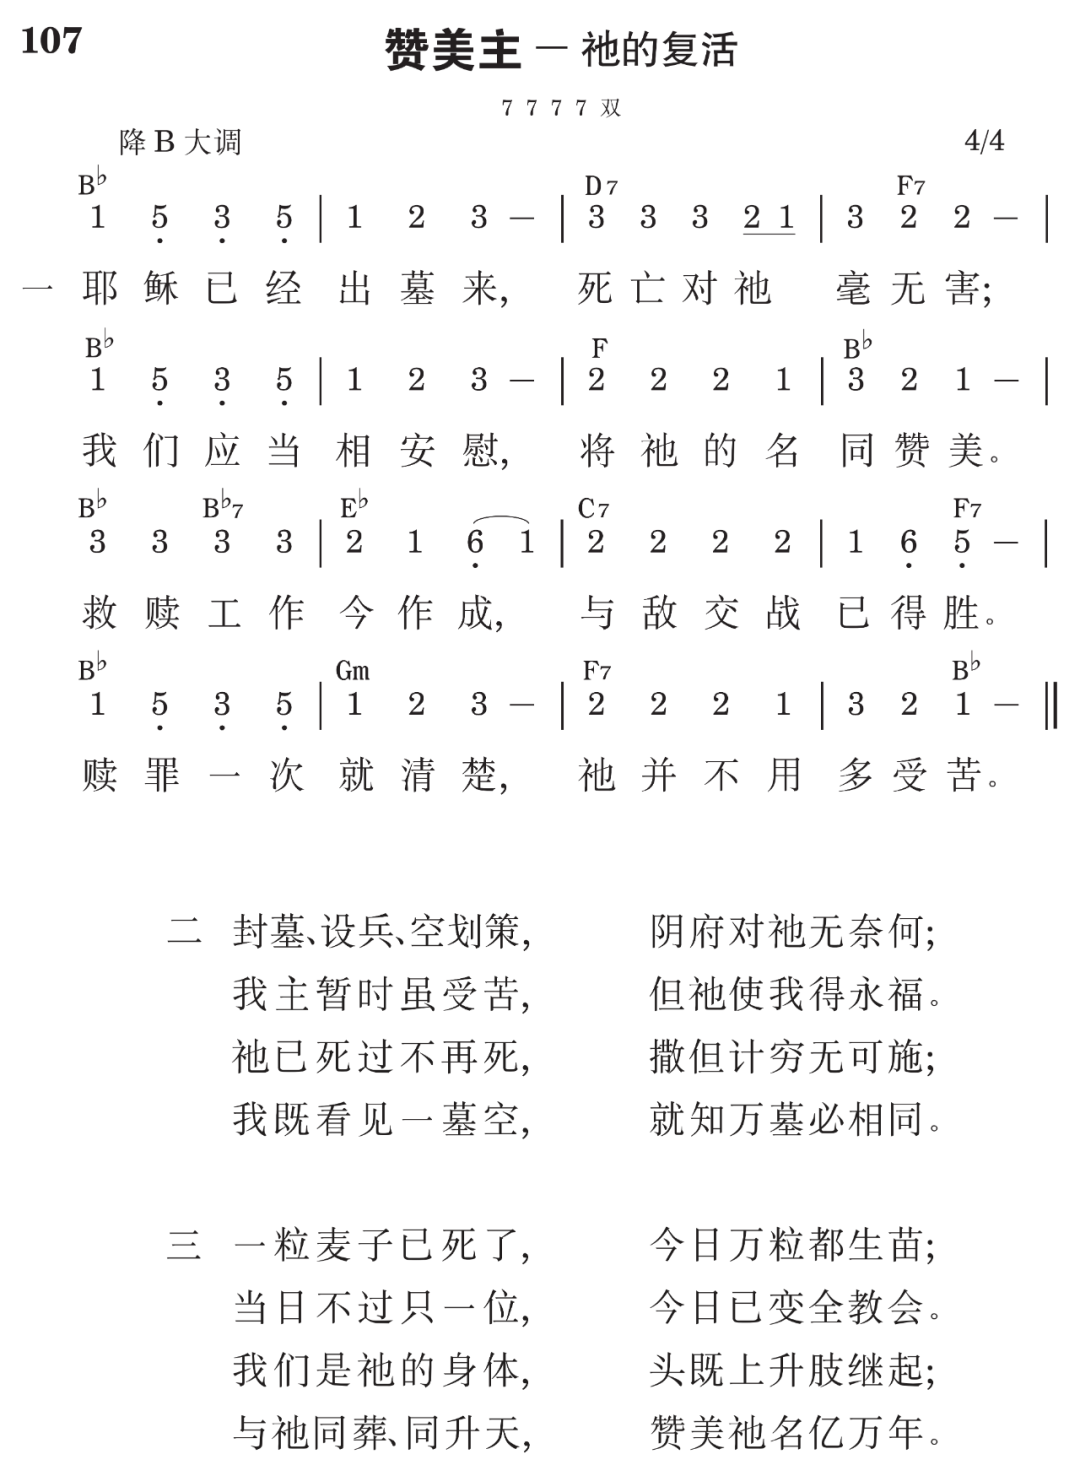 107
赞美主 — 祂的复活
7 7 7 7 双
降 B 大调 4/4
B♭ D7 F7
1 5̣ 3̣ 5̣ | 1 2 3 — | 3 3 3 2 1 | 3 2 2 — |
一 耶稣已经出墓来, 死亡对祂 毫无害;
B♭ F B♭
1 5̣ 3̣ 5̣ | 1 2 3 — | 2 2 2 1 | 3 2 1 — |
我们应当相安慰, 将祂的名同赞美。
B♭ B♭7 E♭ C7 F7
3 3 3 3 | 2 1 6̣ 1 | 2 2 2 2 | 1 6̣ 5̣ — |
救赎工作今作成, 与敌交战已得胜。
B♭ Gm F7 B♭
1 5̣ 3̣ 5̣ | 1 2 3 — | 2 2 2 1 | 3 2 1 — ‖
赎罪一次就清楚, 祂并不用多受苦。
二 封墓、设兵、空划策, 阴府对祂无奈何;
我主暂时虽受苦, 但祂使我得永福。
祂已死过不再死, 撒但计穷无可施;
我既看见一墓空, 就知万墓必相同。
三 一粒麦子已死了, 今日万粒都生苗;
当日不过只一位, 今日已变全教会。
我们是祂的身体, 头既上升肢继起;
与祂同葬、同升天, 赞美祂名亿万年。